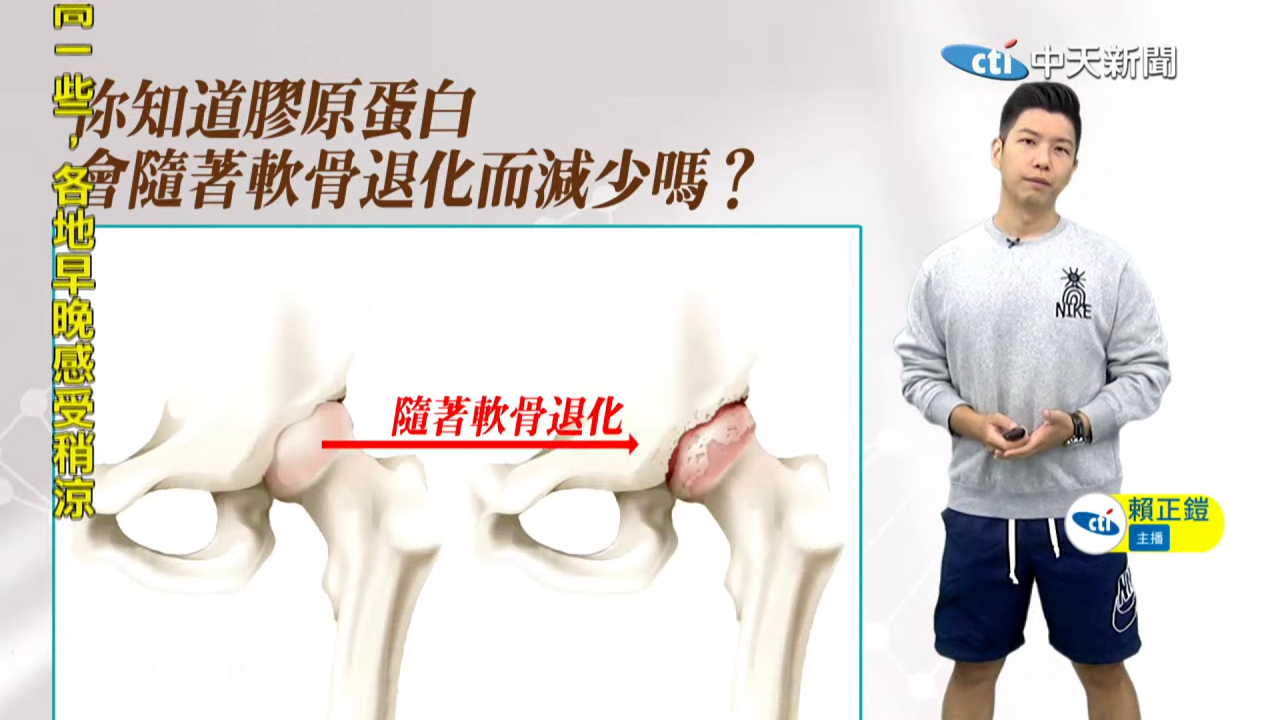 你知道膠原蛋白
會隨著軟骨退化而減少嗎？
隨著軟骨退化
一些，各地早晚感受稍涼
cti 中天新聞
NIKE
cti
賴正鎧
主播